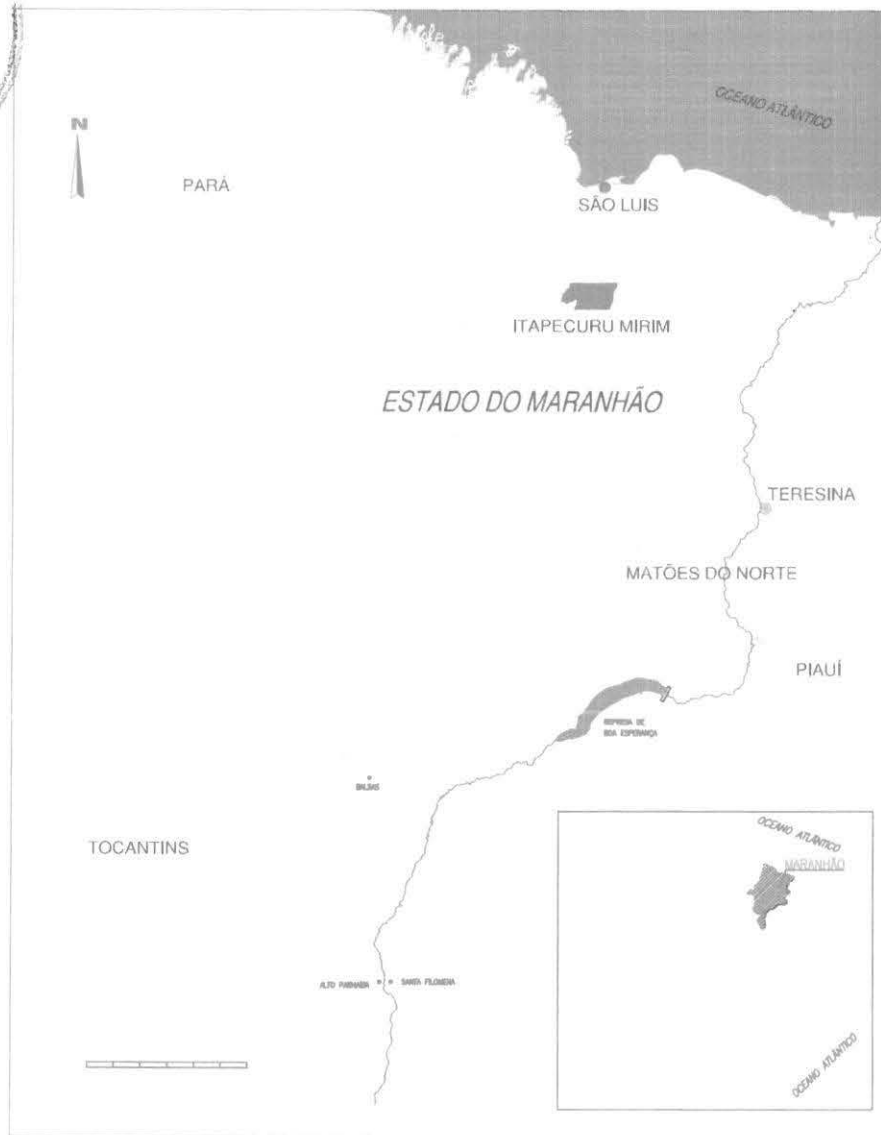 OCEANO ATLÂNTICO
N
PARÁ
SÃO LUIS
ITAPECURU MIRIM
ESTADO DO MARANHÃO
TERESINA
MATÕES DO NORTE
PIAUÍ
REPRESA DE
BOA ESPERANÇA
BALSAS
TOCANTINS
OCEANO ATLÂNTICO
MARANHÃO
ALTO PARNAIBA
SANTA FILOMENA
OCEANO ATLÂNTICO